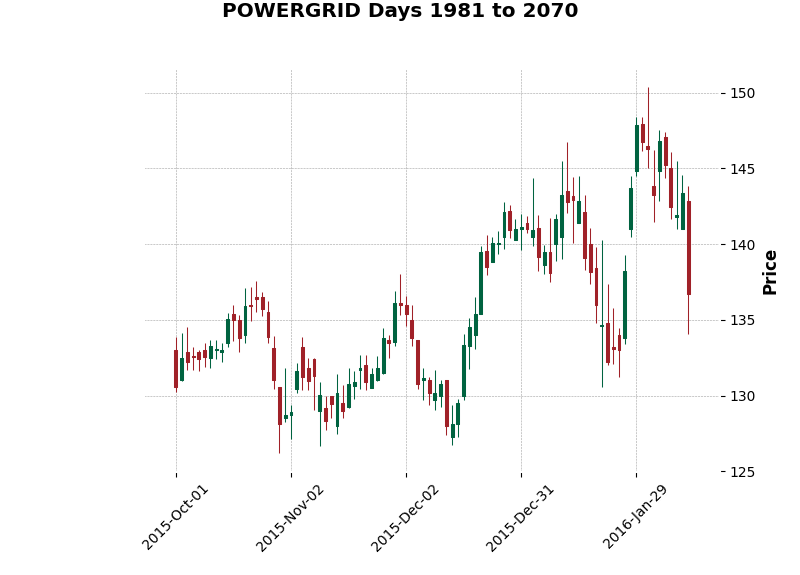 POWERGRID Days 1981 to 2070
150
145
140
135
130
125
Price
2015-Oct-01
2015-Nov-02
2015-Dec-02
2015-Dec-31
2016-Jan-29